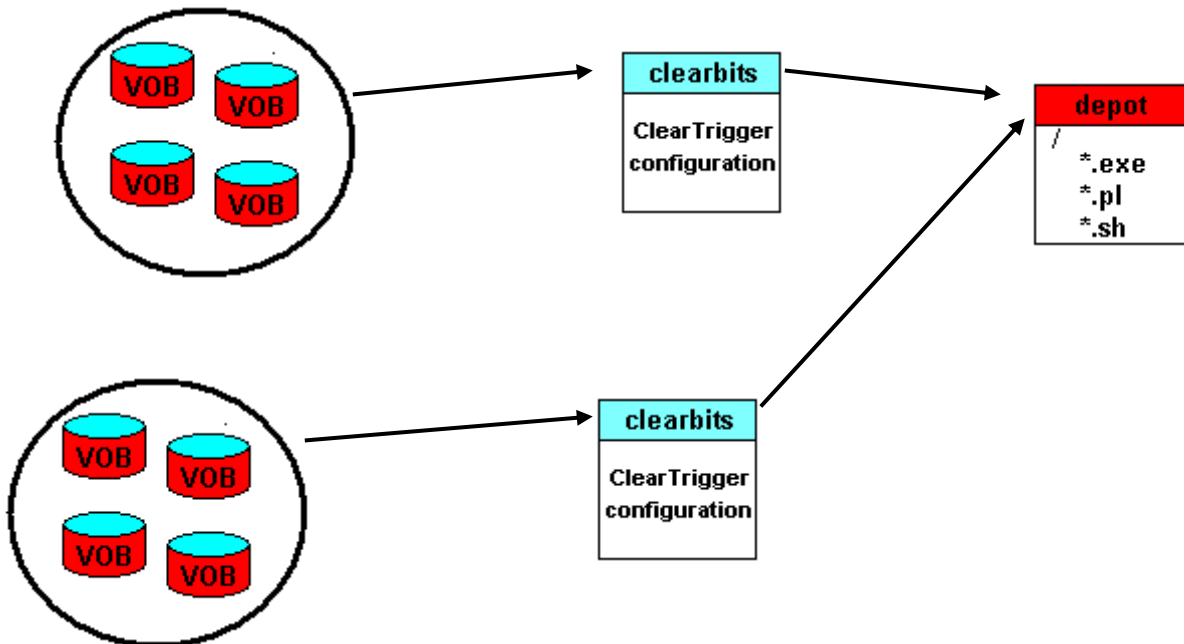 VOB
VOB
VOB
VOB
clearbits
ClearTrigger
configuration
depot
/
*.exe
*.pl
*.sh
VOB
VOB
VOB
VOB
clearbits
ClearTrigger
configuration